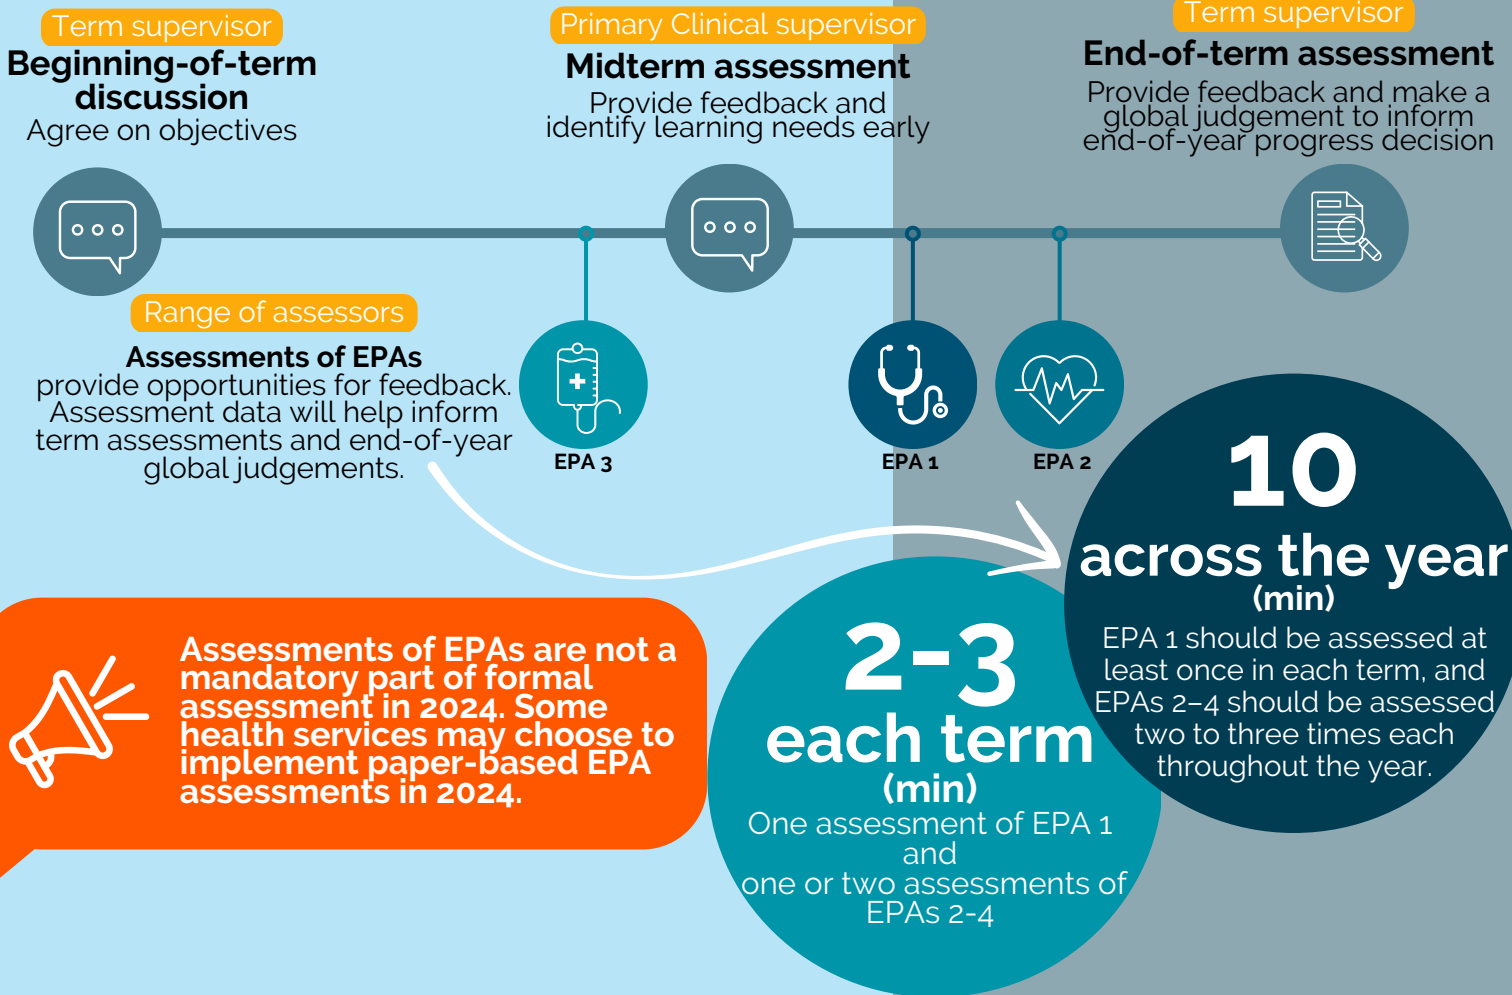 Term supervisor
Beginning-of-term
discussion
Agree on objectives
Primary Clinical supervisor
Midterm assessment
Provide feedback and
identify learning needs early
Term supervisor
End-of-term assessment
Provide feedback and make a
global judgement to inform
end-of-year progress decision
Range of assessors
Assessments of EPAs
provide opportunities for feedback.
Assessment data will help inform
term assessments and end-of-year
global judgements.
EPA 3
EPA 1
EPA 2
10
across the year
(min)
EPA 1 should be assessed at
least once in each term, and
EPAs 2–4 should be assessed
two to three times each
throughout the year.
Assessments of EPAs are not a
mandatory part of formal
assessment in 2024. Some
health services may choose to
implement paper-based EPA
assessments in 2024.
2-3
each term
(min)
One assessment of EPA 1
and
one or two assessments of
EPAs 2-4